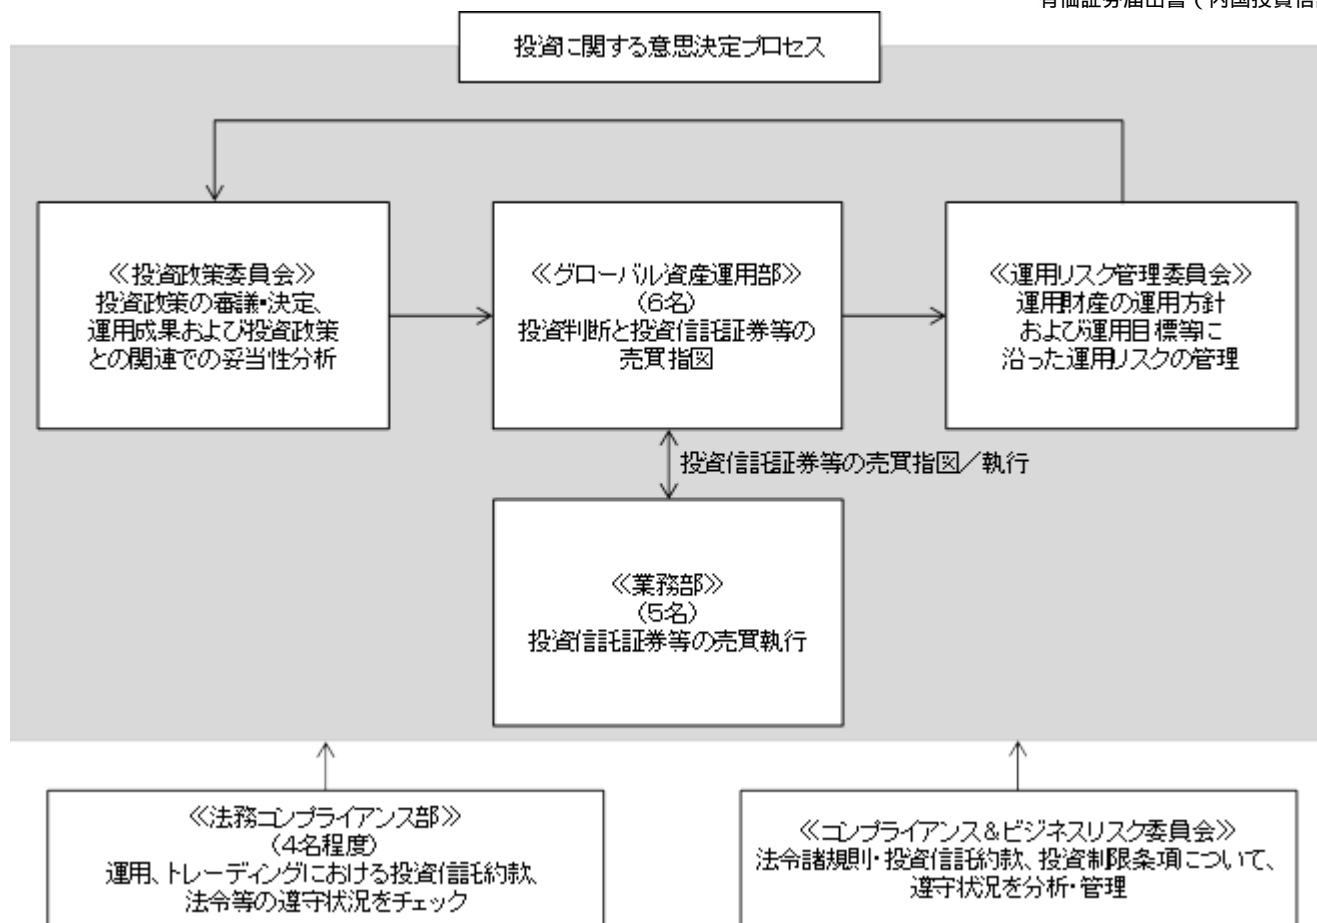 有価証券届出書(内国投資信
投資に関する意思決定プロセス
≪投資政策委員会≫
投資政策の審議・決定、
運用成果および投資政策
との関連での妥当性分析
≪グローバル資産運用部≫
(6名)
投資判断と投資信託証券等の
売買指図
≪運用リスク管理委員会≫
運用財産の運用方針
および運用目標等に
沿った運用リスクの管理
投資信託証券等の売買指図/執行
≪業務部≫
(5名)
投資信託証券等の売買執行
≪法務コンプライアンス部≫
(4名程度)
運用、トレーディングにおける投資信託約款、
法令等の遵守状況をチェック
≪コンプライアンス&ビジネスリスク委員会≫
法令諸規則・投資信託約款、投資制限条項について、
遵守状況を分析・管理